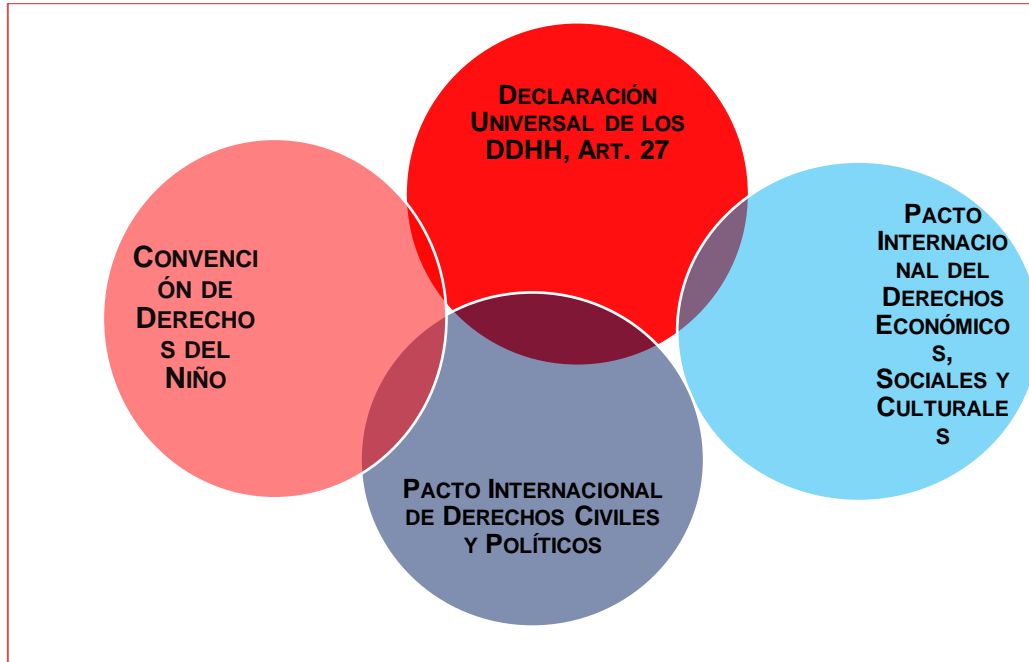 Declaración
Universal de los
DDHH, Art. 27
Convenci
ón de
Derecho
s del
Niño
Pacto
Internacio
nal del
Derechos
Económico
s,
Sociales y
Culturale
s
Pacto Internacional
de Derechos Civiles
y Políticos